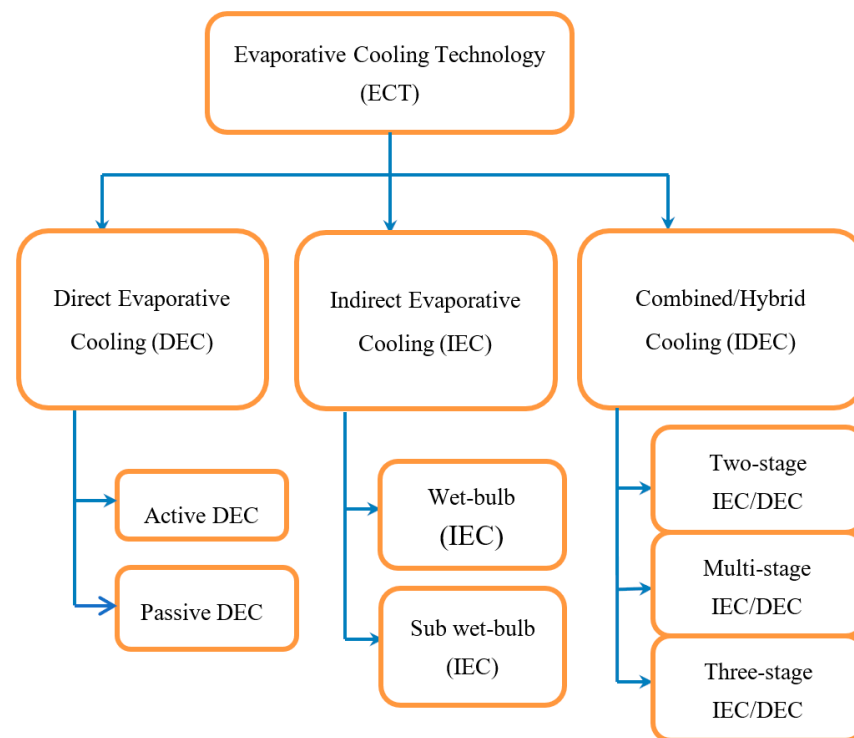 Evaporative Cooling Technology
(ECT)
Direct Evaporative
Cooling (DEC)
Indirect Evaporative
Cooling (IEC)
Combined/Hybrid
Cooling (IDEC)
Active DEC
Passive DEC
Wet-bulb
(IEC)
Sub wet-bulb
(IEC)
Two-stage
IEC/DEC
Multi-stage
IEC/DEC
Three-stage
IEC/DEC